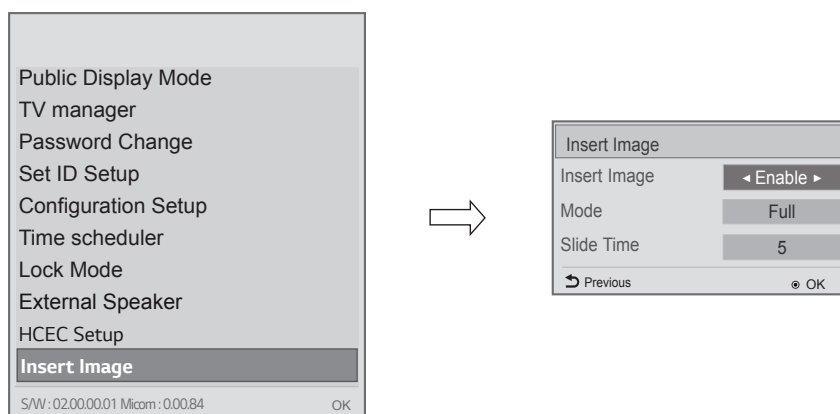 Public Display Mode
TV manager
Password Change
Set ID Setup
Configuration Setup
Time scheduler
Lock Mode
External Speaker
HCEC Setup
Insert Image
S/W : 02.00.00.01 Micom : 0.00.84 OK
Insert Image
Insert Image ◄ Enable ►
Mode Full
Slide Time 5
Previous ◉ OK